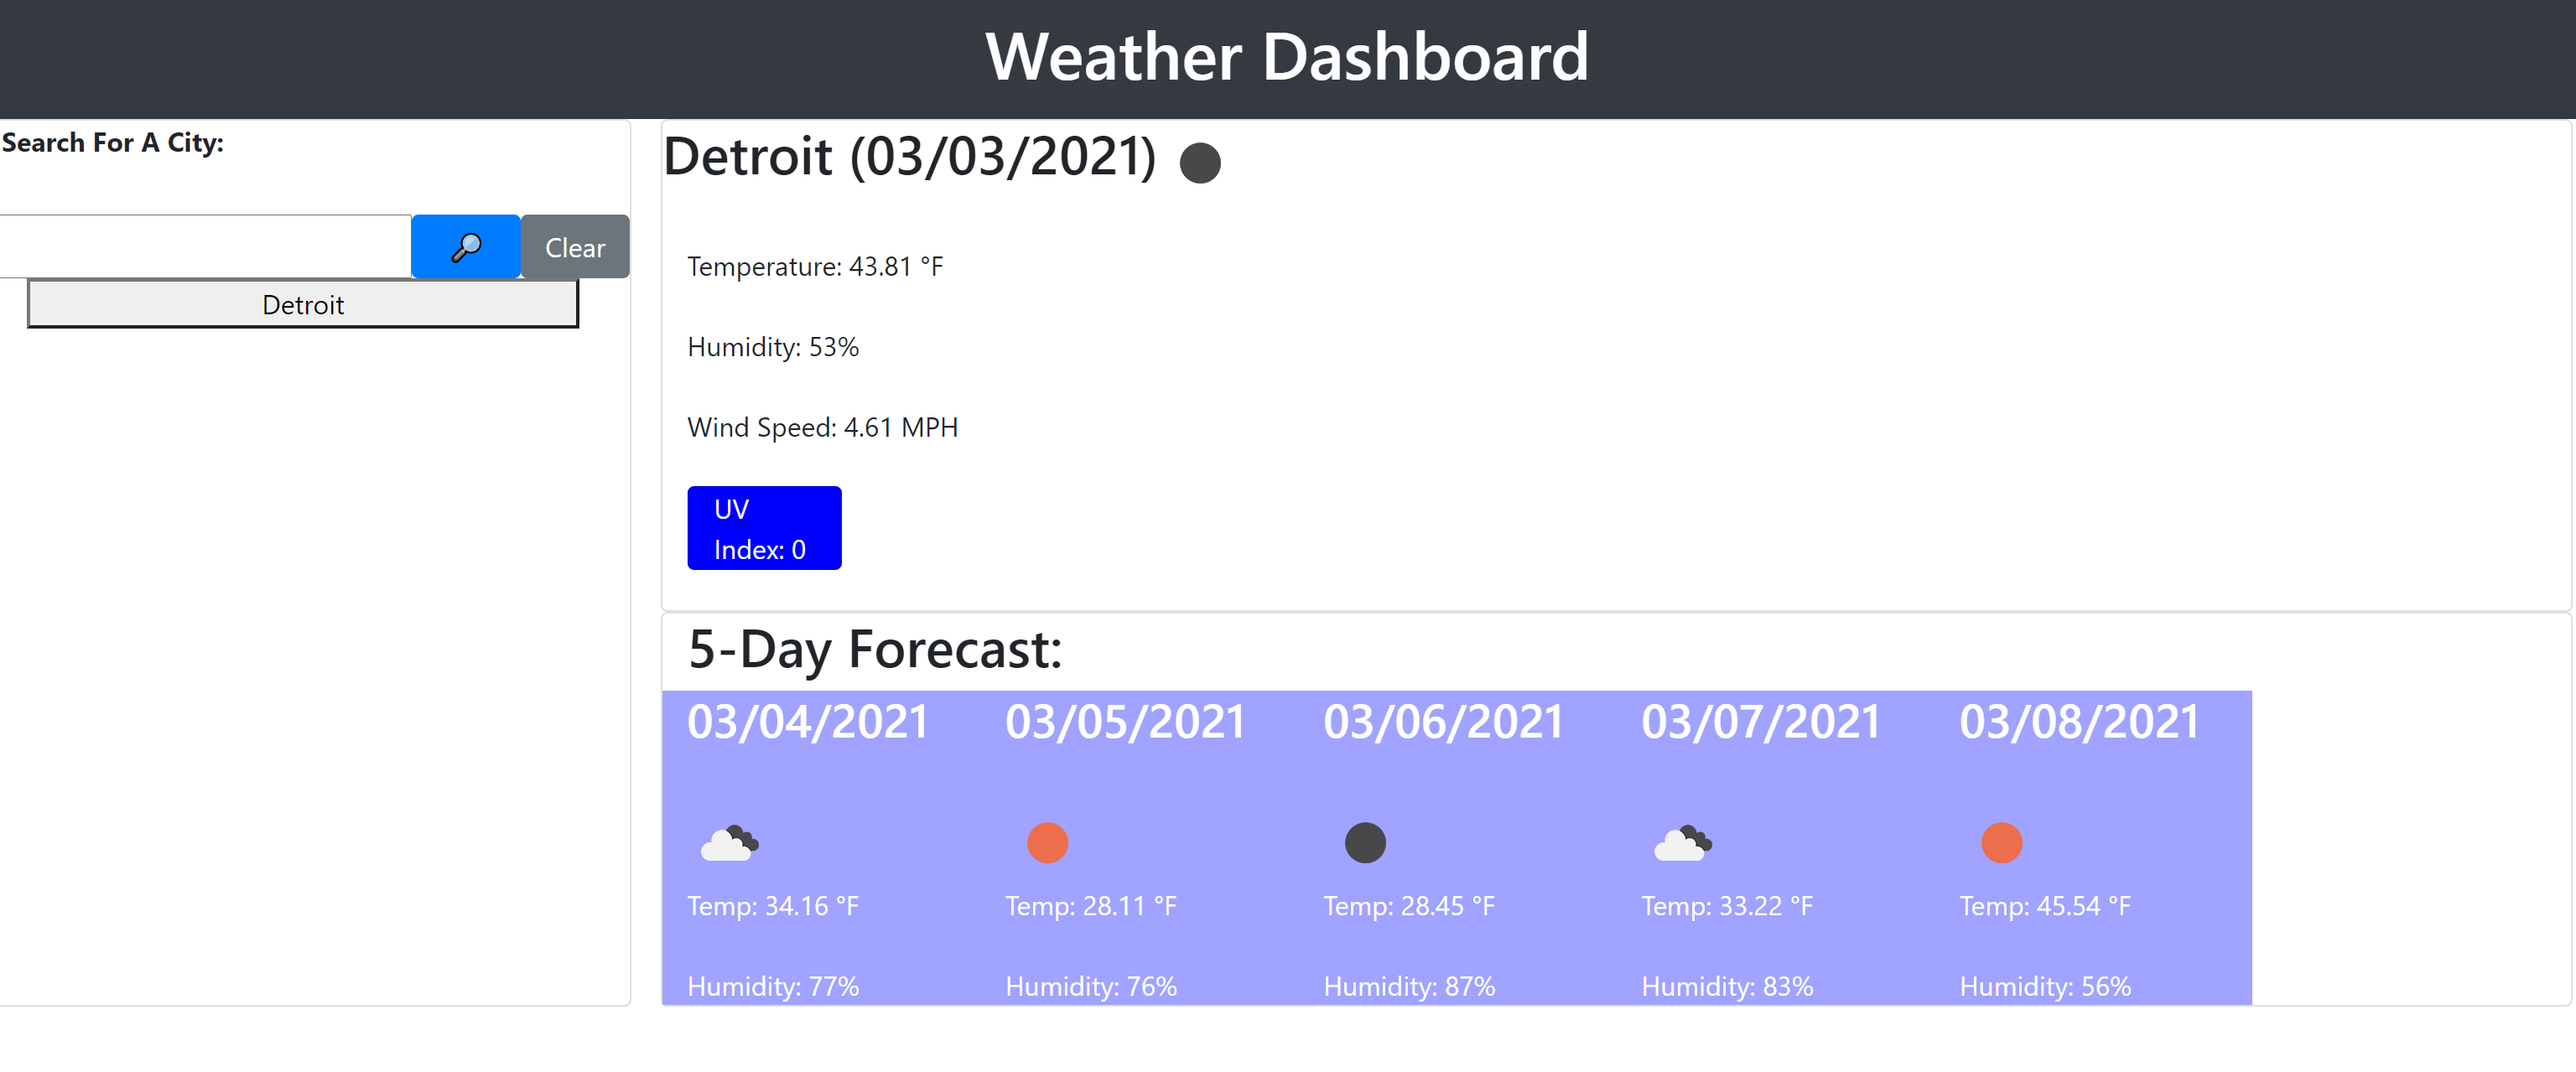 Weather Dashboard
Search For A City:
Clear
Detroit
Detroit (03/03/2021)
Temperature: 43.81 °F
Humidity: 53%
Wind Speed: 4.61 MPH
UV
Index: 0
5-Day Forecast:
03/04/2021
Temp: 34.16 °F
Humidity: 77%
03/05/2021
Temp: 28.11 °F
Humidity: 76%
03/06/2021
Temp: 28.45 °F
Humidity: 87%
03/07/2021
Temp: 33.22 °F
Humidity: 83%
03/08/2021
Temp: 45.54 °F
Humidity: 56%